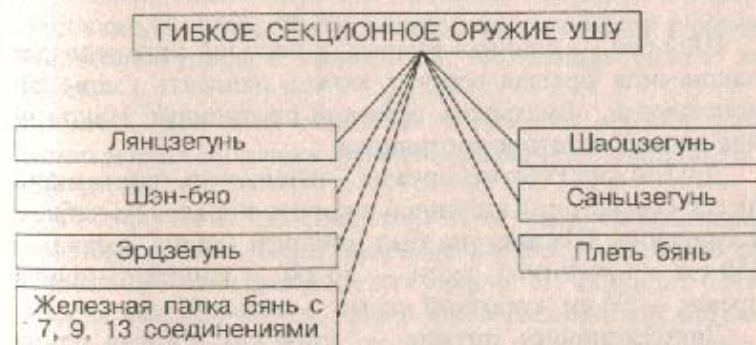 ГИБКОЕ СЕКЦИОННОЕ ОРУЖИЕ УШУ
Лянцзегунь
Шэн-бяо
Эрцзегунь
Железная палка бянь с
7, 9, 13 соединениями
Шаоцзегунь
Саньцзегунь
Плеть бянь